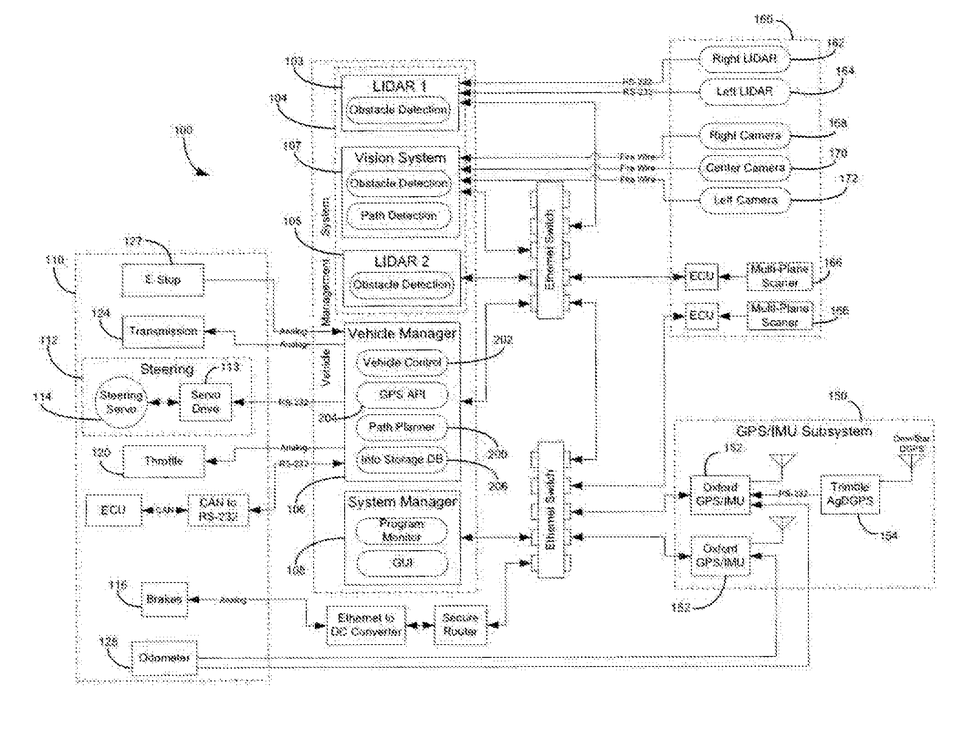 100
103
LIDAR 1
Obstacle Detection
104
107
Vision System
Obstacle Detection
Path Detection
105
LIDAR 2
Obstacle Detection
Vehicle Management System
Vehicle Manager
Vehicle Control
202
GPS API
204
Path Planner
200
Info Storage DB
206
106
System Manager
Program
Monitor
GUI
108
110
127
E. Stop
Analog
124
Transmission
Analog
112
Steering
113
114
Steering
Servo
Servo
Drive
RS-232
120
Throttle
Analog
RS-232
ECU
CAN
CAN to
RS-232
116
Brakes
Analog
Ethernet to
DC Converter
Secure
Router
128
Odometer
Ethernet Switch
Ethernet Switch
160
162
Right LIDAR
RS-232
164
Left LIDAR
RS-232
168
Right Camera
Fire Wire
170
Center Camera
Fire Wire
172
Left Camera
Fire Wire
ECU
Multi-Plane
Scaner
166
ECU
Multi-Plane
Scaner
166
150
GPS/IMU Subsystem
152
Oxford
GPS/IMU
RS-232
OmniStar
DGPS
Trimble
AgDGPS
154
Oxford
GPS/IMU
152